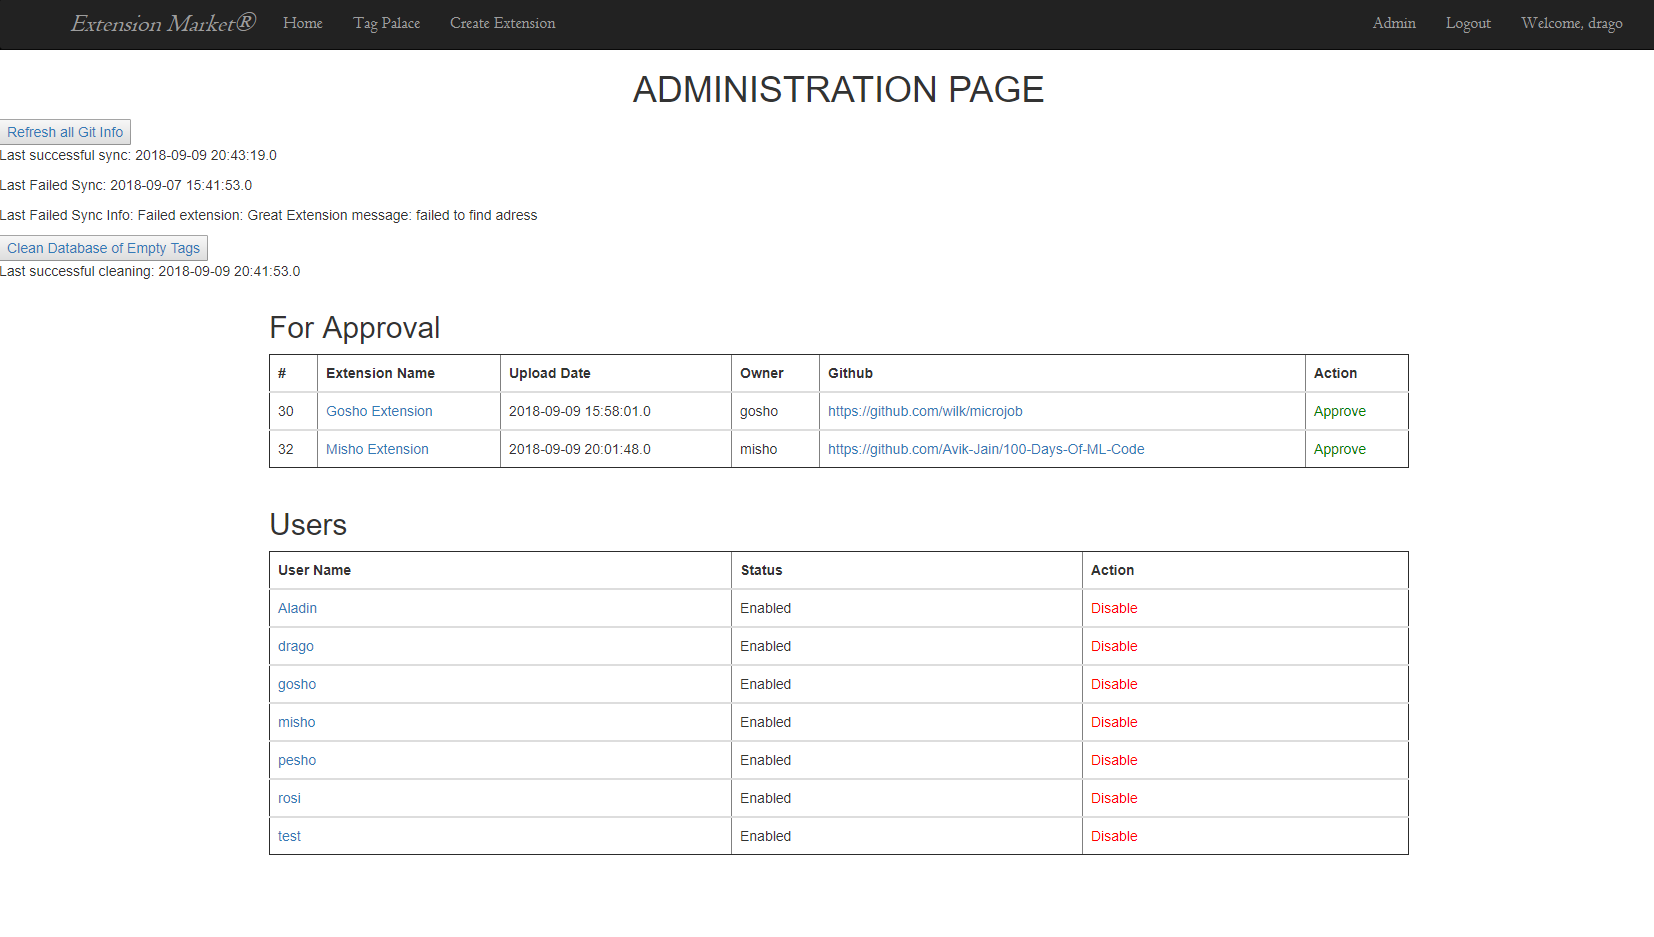 Extension Market® Home Tag Palace Create Extension Admin Logout Welcome, drago
ADMINISTRATION PAGE
Refresh all Git Info
Last successful sync: 2018-09-09 20:43:19.0
Last Failed Sync: 2018-09-07 15:41:53.0
Last Failed Sync Info: Failed extension: Great Extension message: failed to find adress
Clean Database of Empty Tags
Last successful cleaning: 2018-09-09 20:41:53.0
For Approval
# Extension Name Upload Date Owner Github Action
30 Gosho Extension 2018-09-09 15:58:01.0 gosho https://github.com/wilk/microjob Approve
32 Misho Extension 2018-09-09 20:01:48.0 misho https://github.com/Avik-Jain/100-Days-Of-ML-Code Approve
Users
User Name Status Action
Aladin Enabled Disable
drago Enabled Disable
gosho Enabled Disable
misho Enabled Disable
pesho Enabled Disable
rosi Enabled Disable
test Enabled Disable